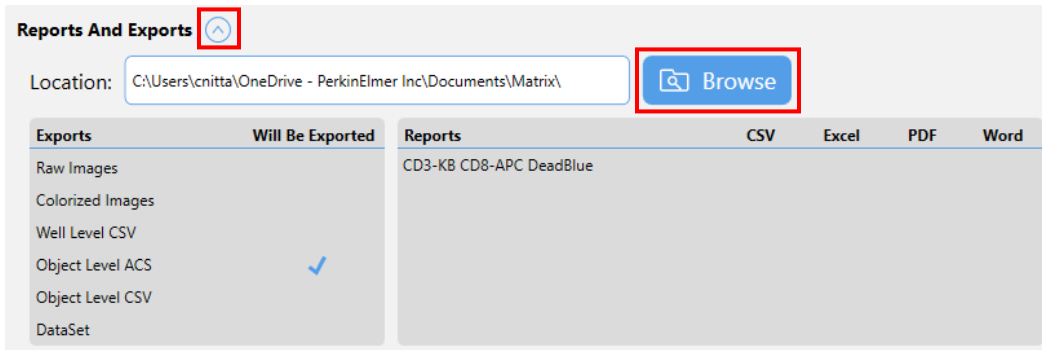 Reports And Exports
Location: C:\Users\cnitta\OneDrive - PerkinElmer Inc\Documents\Matrix\ Browse
Exports Will Be Exported Reports CSV Excel PDF Word
Raw Images CD3-KB CD8-APC DeadBlue
Colorized Images
Well Level CSV
Object Level ACS
Object Level CSV
DataSet